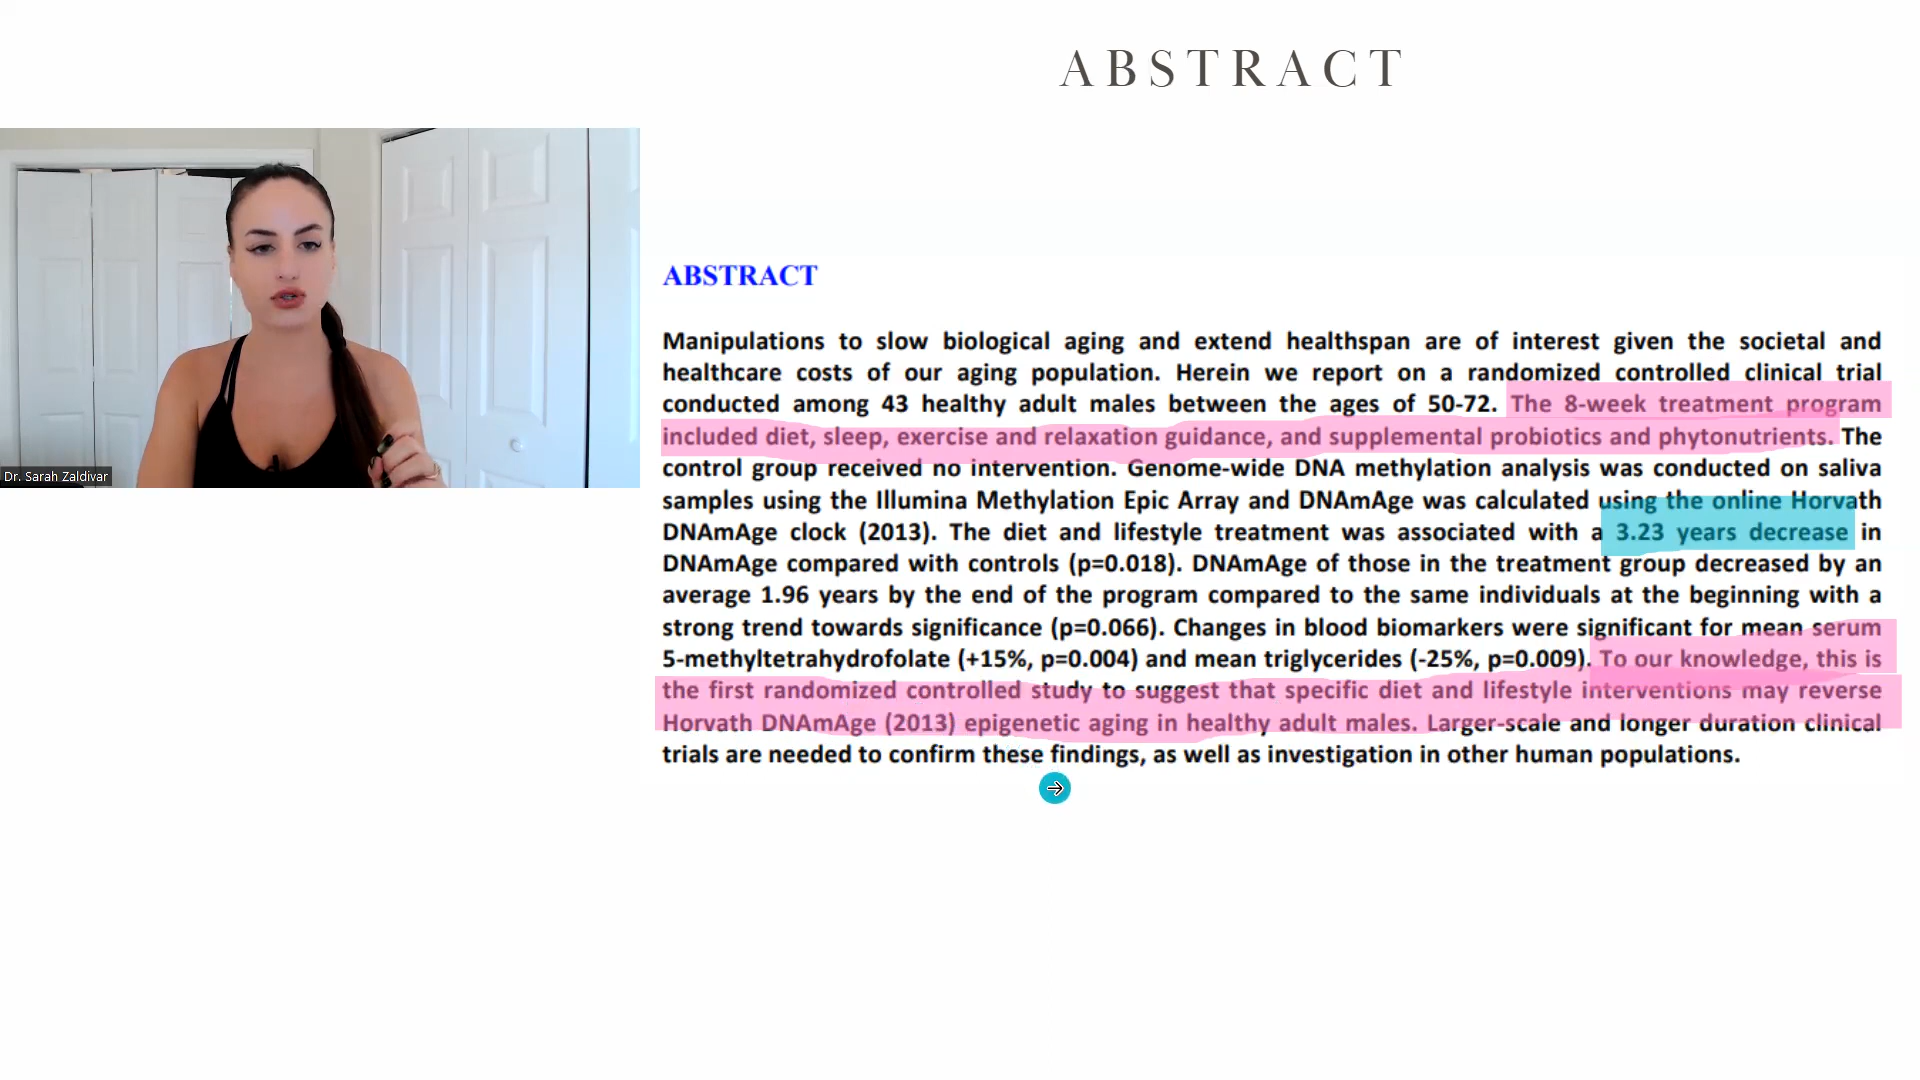 ABSTRACT
Dr. Sarah Zaldivar
ABSTRACT
Manipulations to slow biological aging and extend healthspan are of interest given the societal and
healthcare costs of our aging population. Herein we report on a randomized controlled clinical trial
conducted among 43 healthy adult males between the ages of 50-72. The 8-week treatment program
included diet, sleep, exercise and relaxation guidance, and supplemental probiotics and phytonutrients. The
control group received no intervention. Genome-wide DNA methylation analysis was conducted on saliva
samples using the Illumina Methylation Epic Array and DNAmAge was calculated using the online Horvath
DNAmAge clock (2013). The diet and lifestyle treatment was associated with a 3.23 years decrease in
DNAmAge compared with controls (p=0.018). DNAmAge of those in the treatment group decreased by an
average 1.96 years by the end of the program compared to the same individuals at the beginning with a
strong trend towards significance (p=0.066). Changes in blood biomarkers were significant for mean serum
5-methyltetrahydrofolate (+15%, p=0.004) and mean triglycerides (-25%, p=0.009). To our knowledge, this is
the first randomized controlled study to suggest that specific diet and lifestyle interventions may reverse
Horvath DNAmAge (2013) epigenetic aging in healthy adult males. Larger-scale and longer duration clinical
trials are needed to confirm these findings, as well as investigation in other human populations.